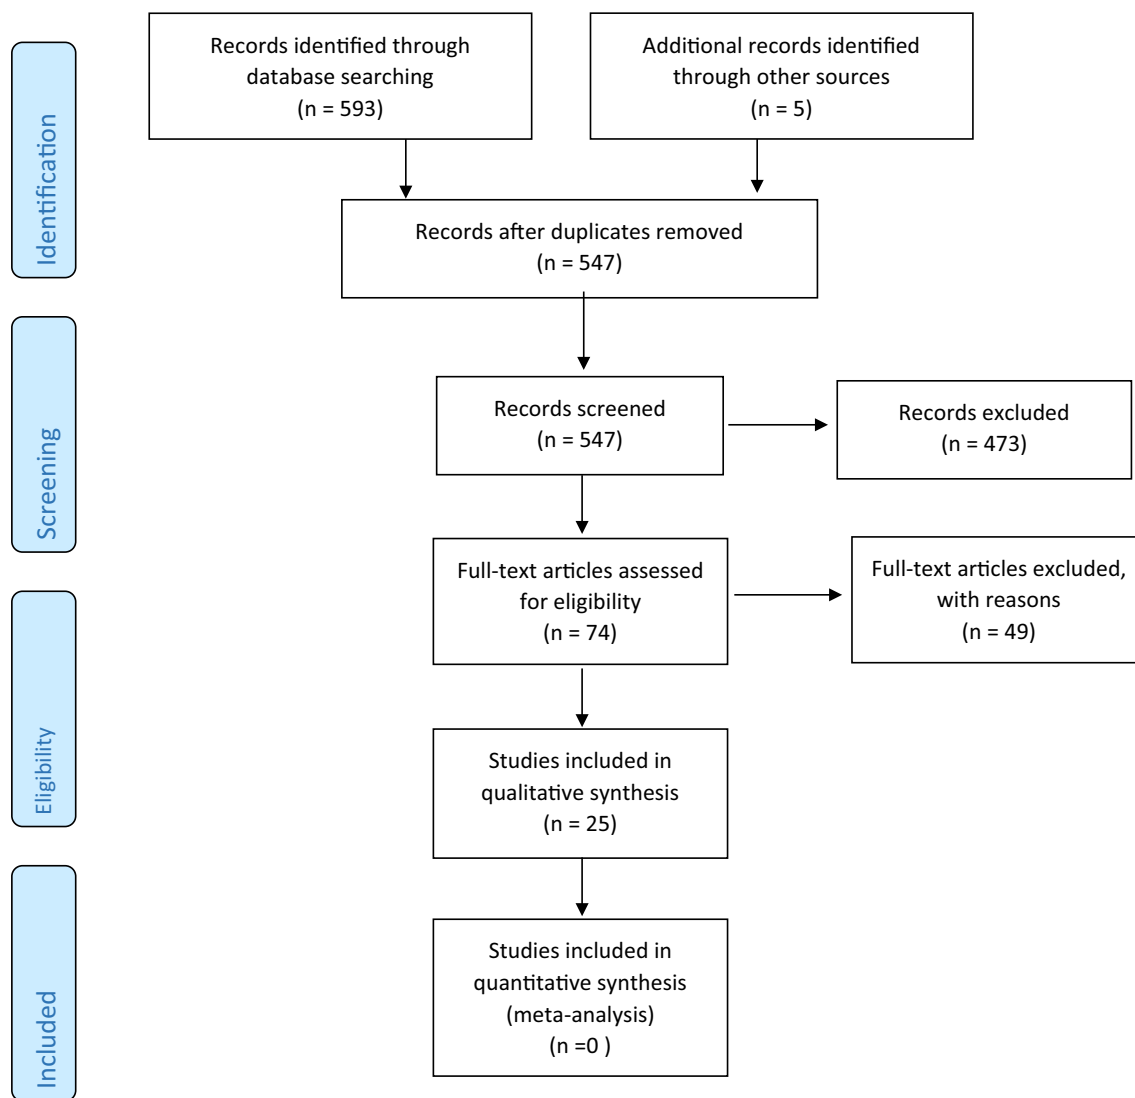 Identification
Records identified through
database searching
(n = 593)
Additional records identified
through other sources
(n = 5)
Records after duplicates removed
(n = 547)
Screening
Records screened
(n = 547)
Records excluded
(n = 473)
Eligibility
Full-text articles assessed
for eligibility
(n = 74)
Full-text articles excluded,
with reasons
(n = 49)
Studies included in
qualitative synthesis
(n = 25)
Included
Studies included in
quantitative synthesis
(meta-analysis)
(n =0 )